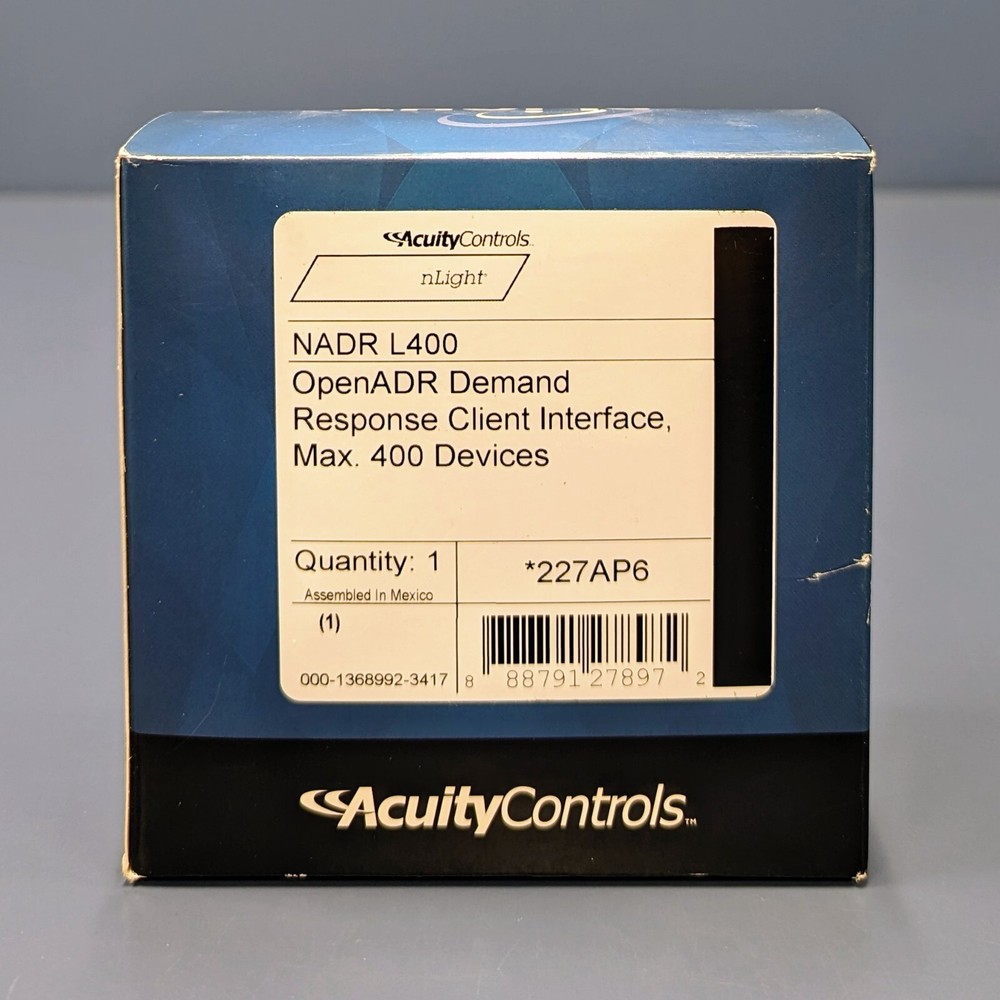 AcuityControls.
nLight
NADR L400
OpenADR Demand
Response Client Interface,
Max. 400 Devices
Quantity: 1
*227AP6
Assembled In Mexico
(1)
000-1368992-3417
8 88791 27897 2
AcuityControls™